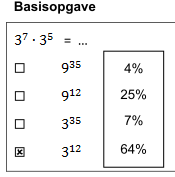 Basisopgave
3⁷ · 3⁵ = ...
☐ 9³⁵ 4%
☐ 9¹² 25%
☐ 3³⁵ 7%
☒ 3¹² 64%